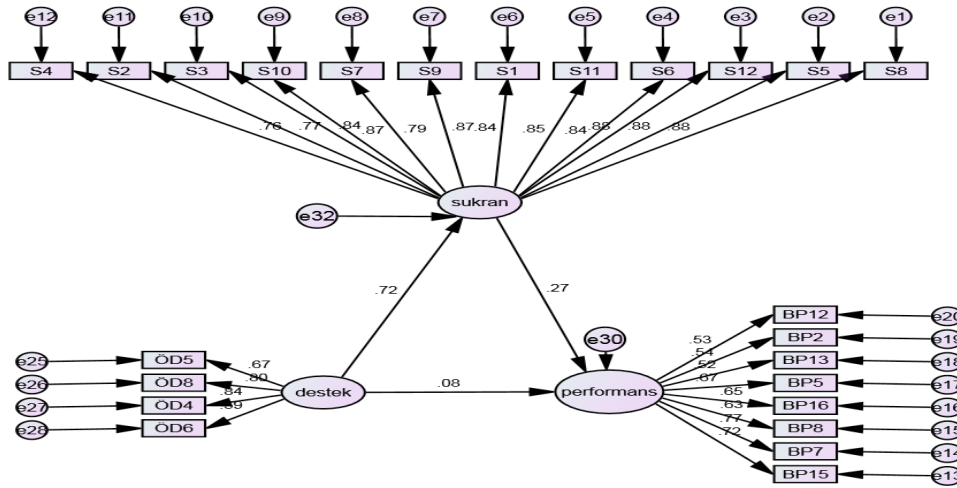 e12 e11 e10 e9 e8 e7 e6 e5 e4 e3 e2 e1
S4 S2 S3 S10 S7 S9 S1 S11 S6 S12 S5 S8
.76 .77 .84 .87 .79 .87 .84 .85 .84 .88 .88 .88
sukran
e32
.72
.27
e30
e25 ÖD5 .67
e26 ÖD8 .80
e27 ÖD4 .84
e28 ÖD6
destek
.08
performans
.53 BP12 e20
.54 BP2 e19
.52 BP13 e18
.67 BP5 e17
.65 BP16 e16
.63 BP8 e15
.77 BP7 e14
.72 BP15 e13